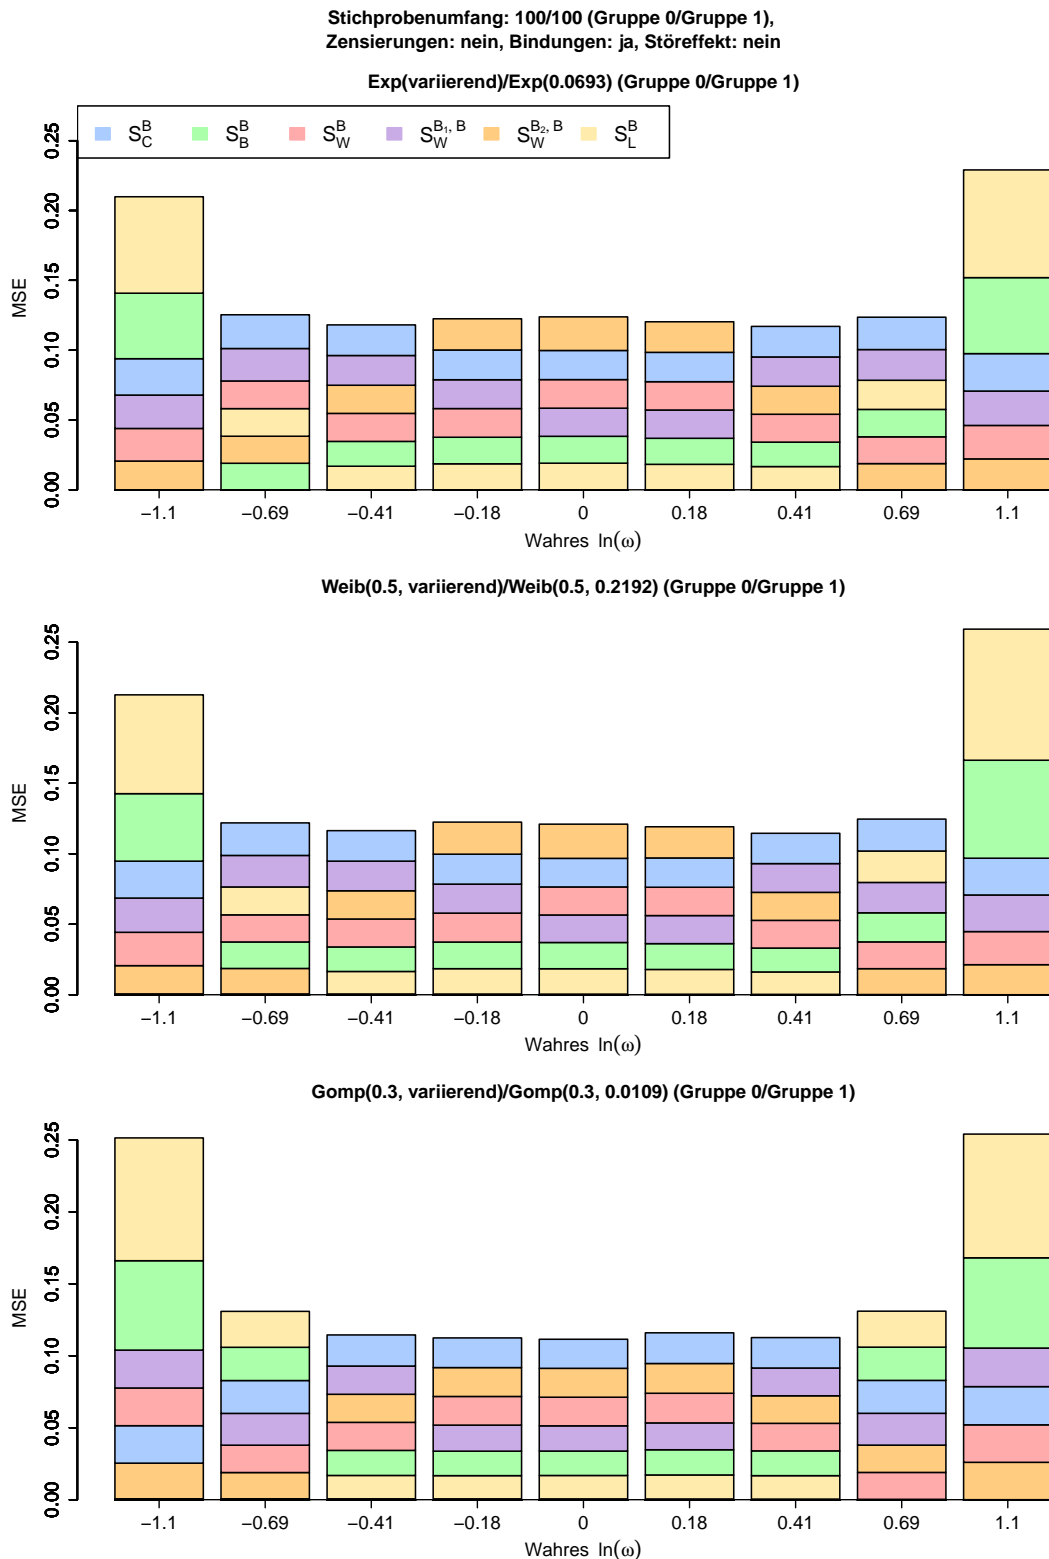 Stichprobenumfang: 100/100 (Gruppe 0/Gruppe 1),
Zensierungen: nein, Bindungen: ja, Störeffekt: nein
Exp(variierend)/Exp(0.0693) (Gruppe 0/Gruppe 1)
S_C^B S_B^B S_W^B S_W^{B_1, B} S_W^{B_2, B} S_L^B
MSE
0.25
0.20
0.15
0.10
0.05
0.00
−1.1 −0.69 −0.41 −0.18 0 0.18 0.41 0.69 1.1
Wahres ln(ω)
Weib(0.5, variierend)/Weib(0.5, 0.2192) (Gruppe 0/Gruppe 1)
MSE
0.25
0.20
0.15
0.10
0.05
0.00
−1.1 −0.69 −0.41 −0.18 0 0.18 0.41 0.69 1.1
Wahres ln(ω)
Gomp(0.3, variierend)/Gomp(0.3, 0.0109) (Gruppe 0/Gruppe 1)
MSE
0.25
0.20
0.15
0.10
0.05
0.00
−1.1 −0.69 −0.41 −0.18 0 0.18 0.41 0.69 1.1
Wahres ln(ω)